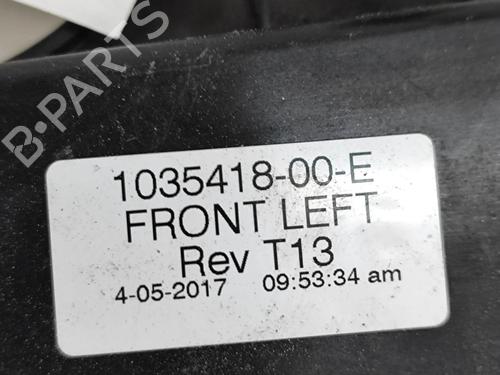 B-PARTS
1035418-00-E
FRONT LEFT
Rev T13
4-05-2017 09:53:34 am